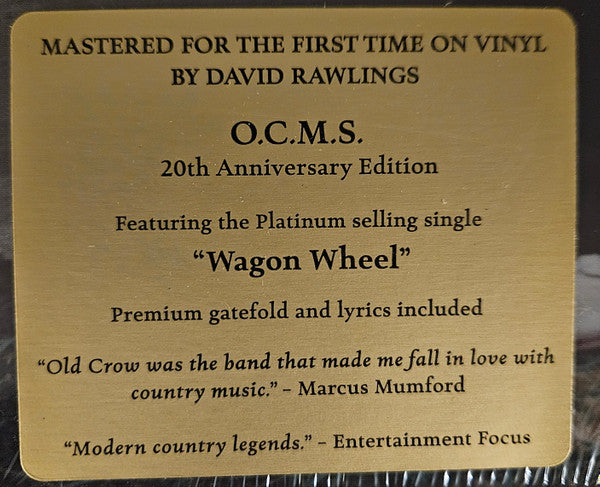 MASTERED FOR THE FIRST TIME ON VINYL
BY DAVID RAWLINGS
O.C.M.S.
20th Anniversary Edition
Featuring the Platinum selling single
“Wagon Wheel”
Premium gatefold and lyrics included
“Old Crow was the band that made me fall in love with
country music.” – Marcus Mumford
“Modern country legends.” – Entertainment Focus